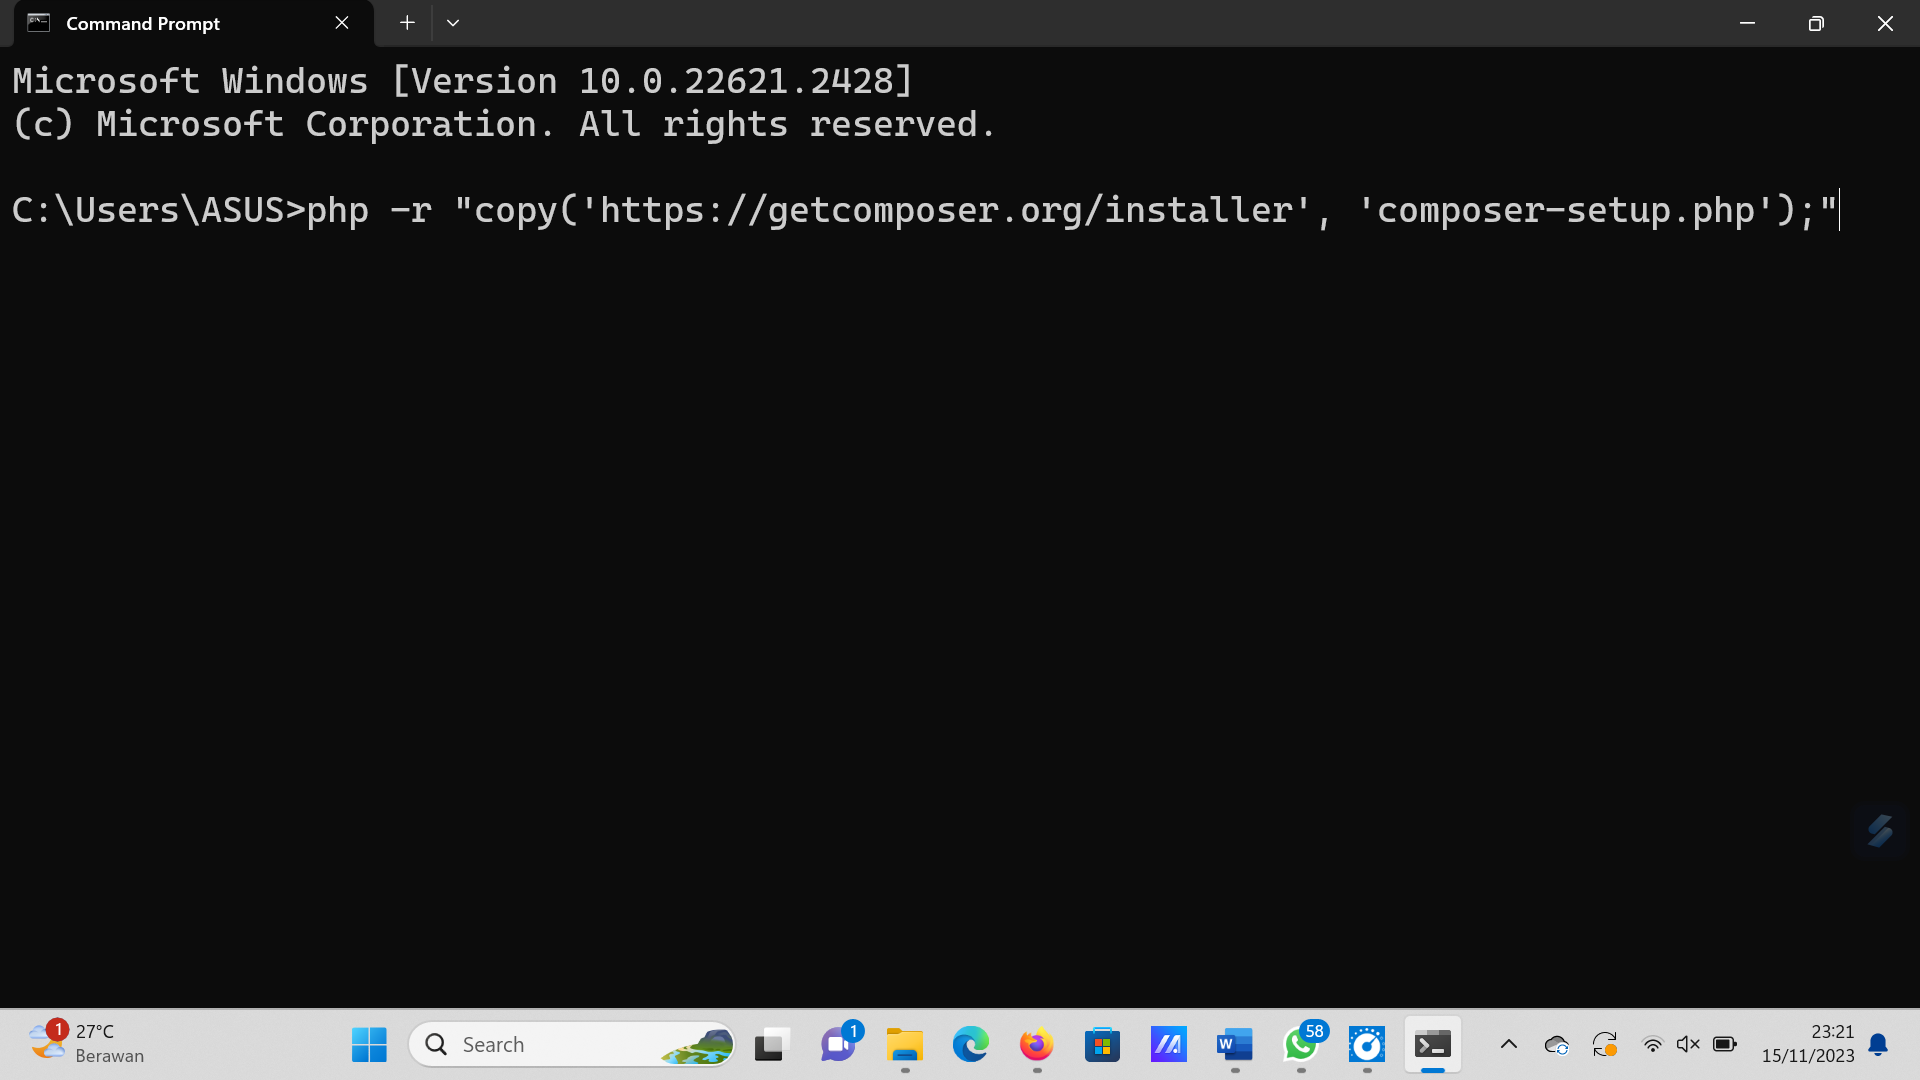 Command Prompt
Microsoft Windows [Version 10.0.22621.2428]
(c) Microsoft Corporation. All rights reserved.
C:\Users\ASUS>php -r "copy('https://getcomposer.org/installer', 'composer-setup.php');"
1
27°C
Berawan
Search
1
W
58
23:21
15/11/2023